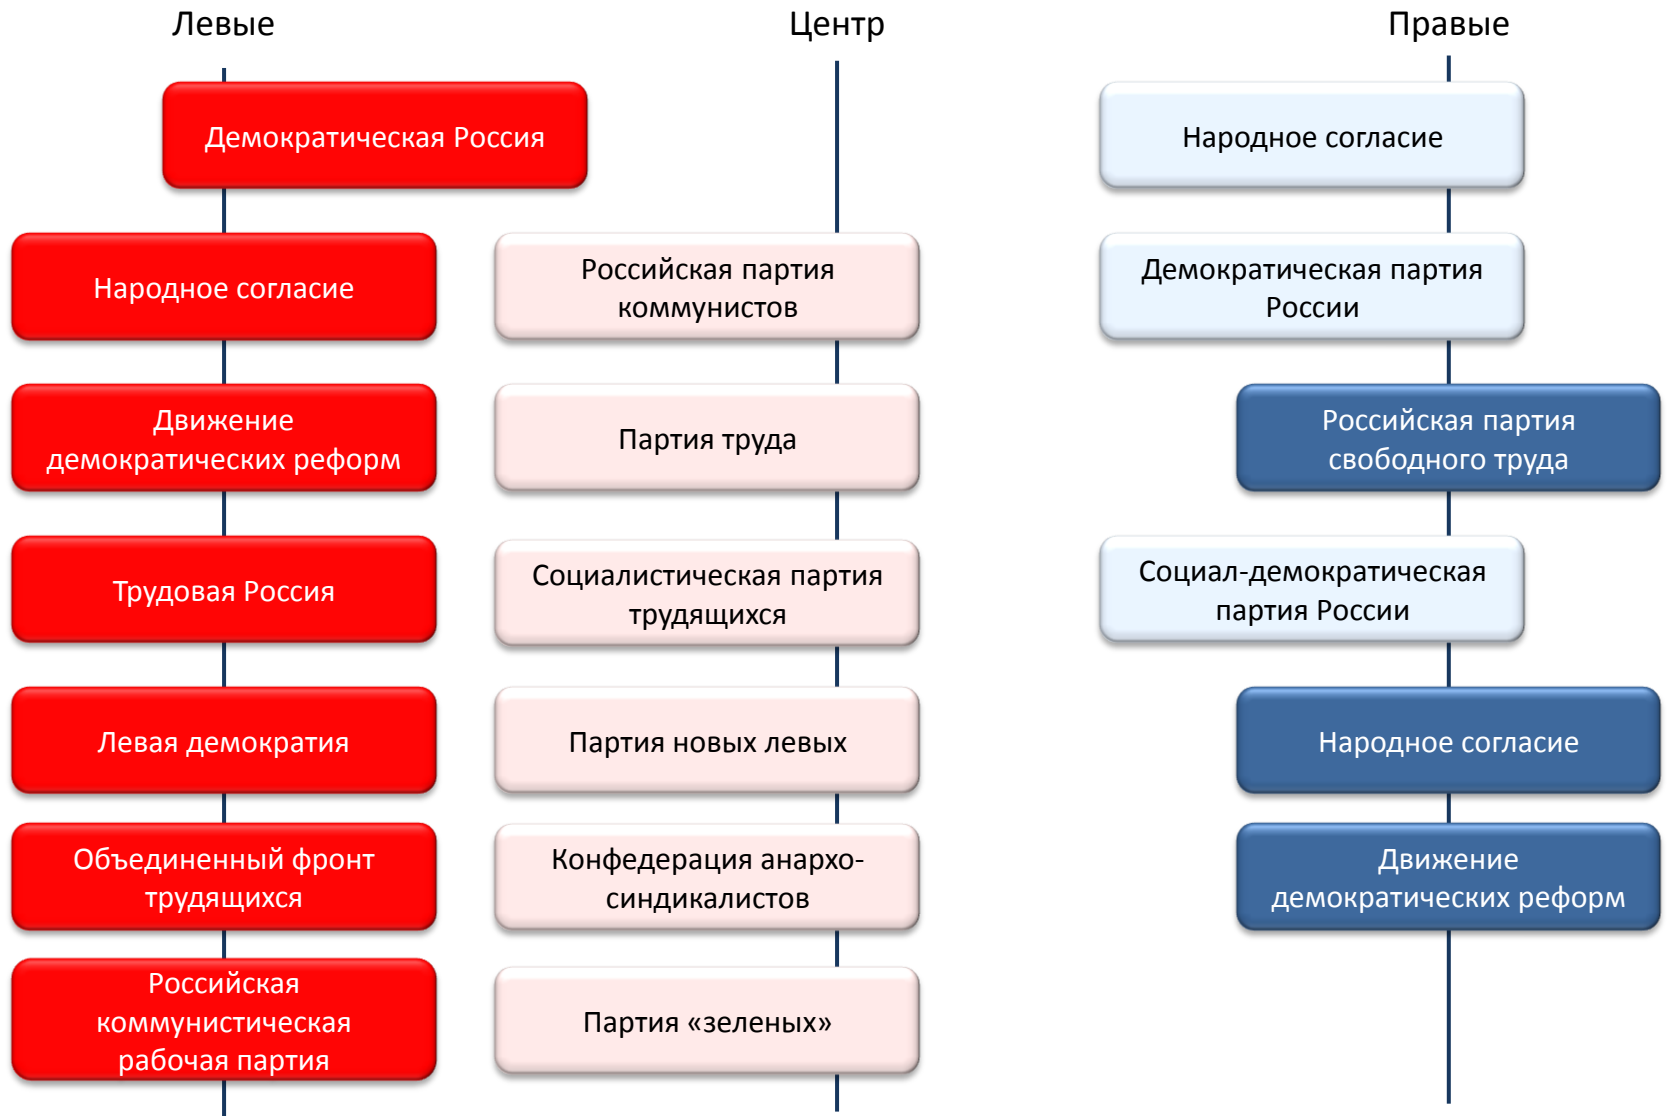 Левые
Центр
Правые
Демократическая Россия
Народное согласие
Народное согласие
Российская партия
коммунистов
Демократическая партия
России
Движение
демократических реформ
Партия труда
Российская партия
свободного труда
Трудовая Россия
Социалистическая партия
трудящихся
Социал-демократическая
партия России
Левая демократия
Партия новых левых
Народное согласие
Объединенный фронт
трудящихся
Конфедерация анархо-
синдикалистов
Движение
демократических реформ
Российская
коммунистическая
рабочая партия
Партия «зеленых»